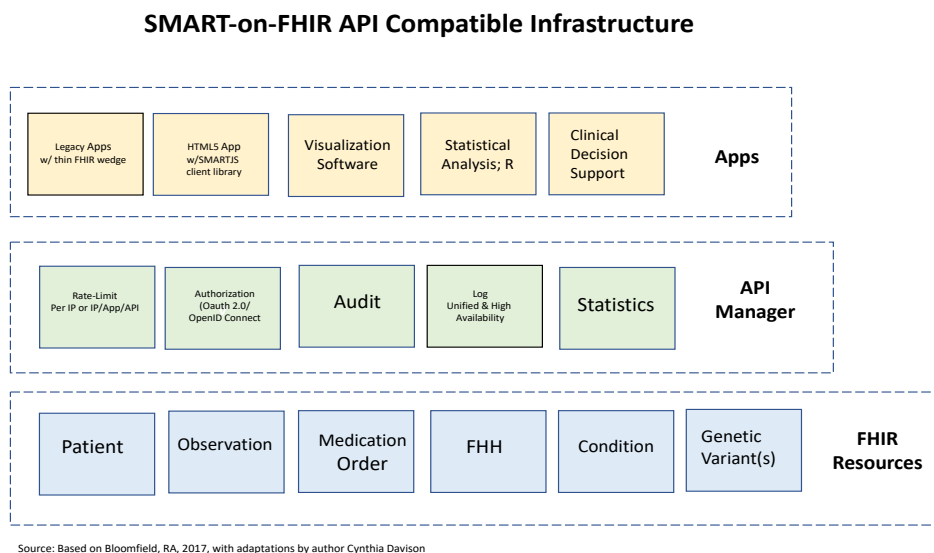 SMART-on-FHIR API Compatible Infrastructure
Legacy Apps
w/ thin FHIR wedge
HTML5 App
w/SMARTJS
client library
Visualization
Software
Statistical
Analysis; R
Clinical
Decision
Support
Apps
Rate-Limit
Per IP or IP/App/API
Authorization
(Oauth 2.0/
OpenID Connect
Audit
Log
Unified & High
Availability
Statistics
API
Manager
Patient
Observation
Medication
Order
FHH
Condition
Genetic
Variant(s)
FHIR
Resources
Source: Based on Bloomfield, RA, 2017, with adaptations by author Cynthia Davison